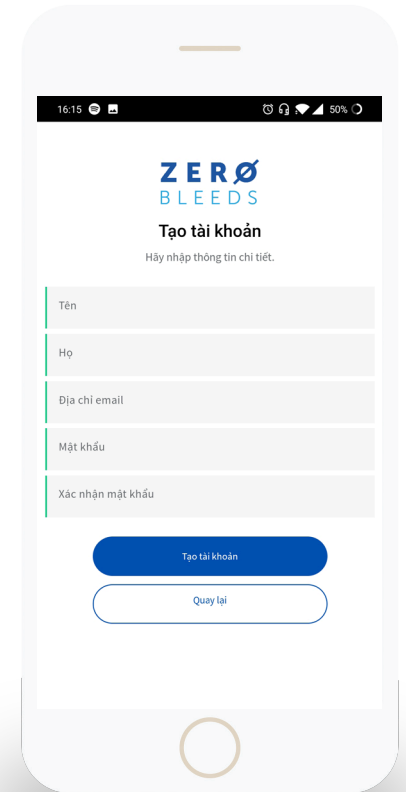 16:15
50%
ZERØ
BLEEDS
Tạo tài khoản
Hãy nhập thông tin chi tiết.
Tên
Họ
Địa chỉ email
Mật khẩu
Xác nhận mật khẩu
Tạo tài khoản
Quay lại